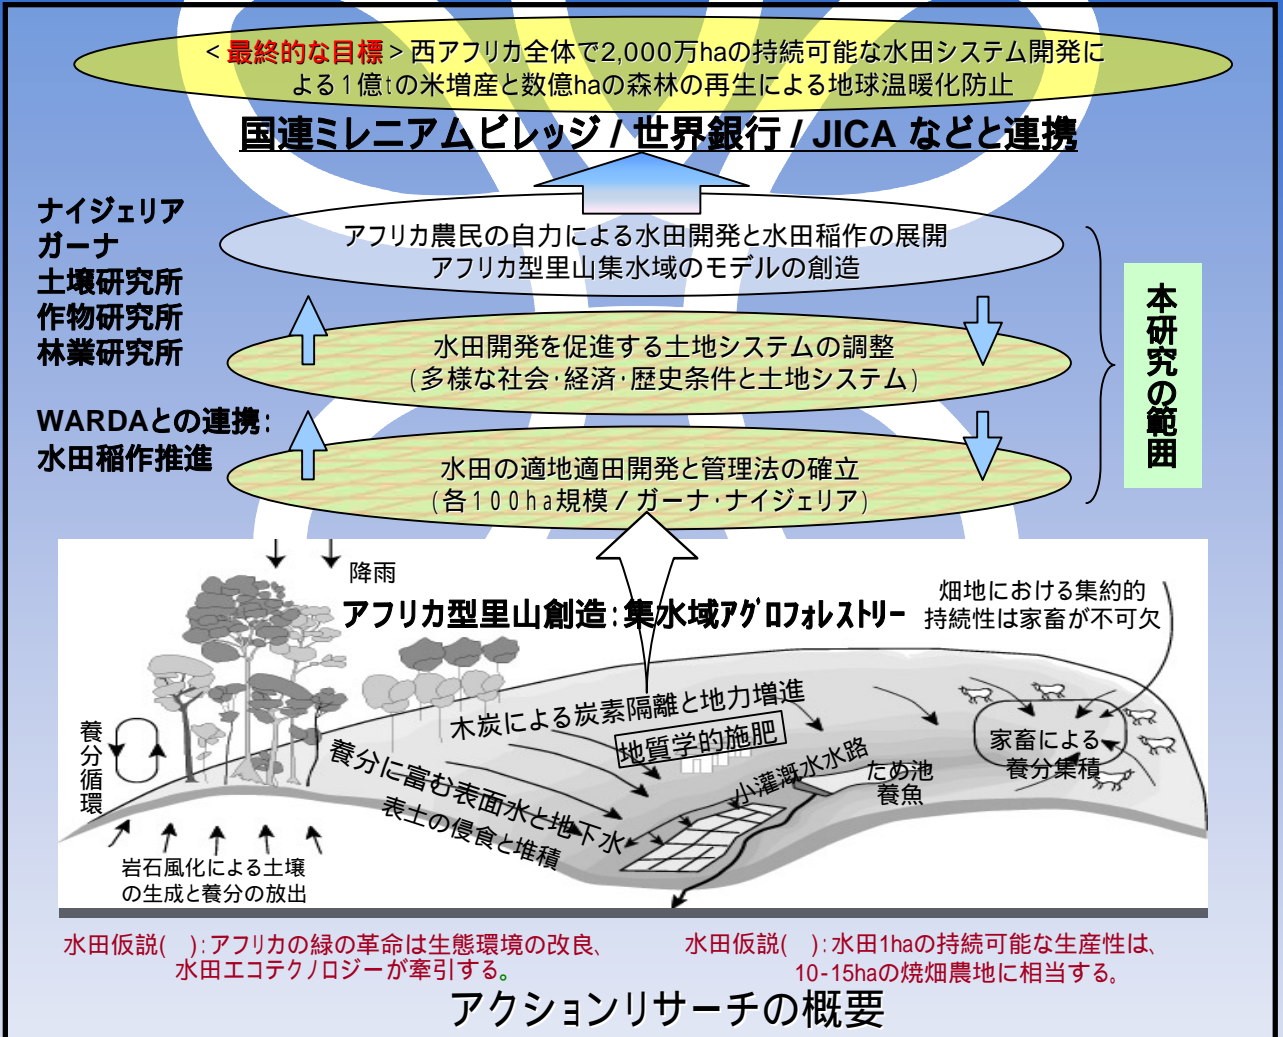 <最終的な目標>西アフリカ全体で2,000万haの持続可能な水田システム開発に
よる1億tの米増産と数億haの森林の再生による地球温暖化防止
国連ミレニアムビレッジ / 世界銀行 / JICA などと連携
ナイジェリア
ガーナ
土壌研究所
作物研究所
林業研究所
WARDAとの連携:
水田稲作推進
アフリカ農民の自力による水田開発と水田稲作の展開
アフリカ型里山集水域のモデルの創造
水田開発を促進する土地システムの調整
(多様な社会・経済・歴史条件と土地システム)
水田の適地適田開発と管理法の確立
(各100ha規模/ガーナ・ナイジェリア)
本研究の範囲
降雨
アフリカ型里山創造:集水域アグロフォレストリー
畑地における集約的
持続性は家畜が不可欠
養分循環
木炭による炭素隔離と地力増進
地質学的施肥
養分に富む表面水と地下水
表土の侵食と堆積
小灌漑水水路
ため池
養魚
家畜による
養分集積
岩石風化による土壌
の生成と養分の放出
水田仮説( ):アフリカの緑の革命は生態環境の改良、
水田エコテクノロジーが牽引する。
水田仮説( ):水田1haの持続可能な生産性は、
10-15haの焼畑農地に相当する。
アクションリサーチの概要